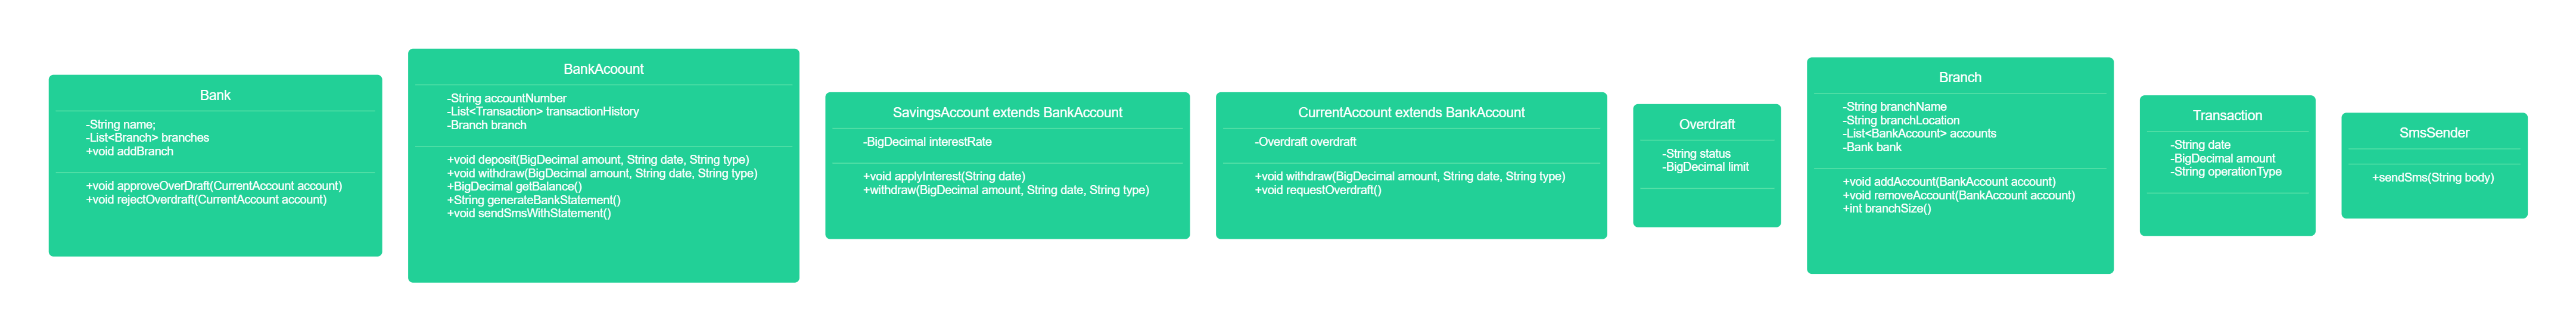 Bank
-String name;
-List<Branch> branches
+void addBranch
+void approveOverDraft(CurrentAccount account)
+void rejectOverdraft(CurrentAccount account)
BankAcoount
-String accountNumber
-List<Transaction> transactionHistory
-Branch branch
+void deposit(BigDecimal amount, String date, String type)
+void withdraw(BigDecimal amount, String date, String type)
+BigDecimal getBalance()
+String generateBankStatement()
+void sendSmsWithStatement()
SavingsAccount extends BankAccount
-BigDecimal interestRate
+void applyInterest(String date)
+withdraw(BigDecimal amount, String date, String type)
CurrentAccount extends BankAccount
-Overdraft overdraft
+void withdraw(BigDecimal amount, String date, String type)
+void requestOverdraft()
Overdraft
-String status
-BigDecimal limit
Branch
-String branchName
-String branchLocation
-List<BankAccount> accounts
-Bank bank
+void addAccount(BankAccount account)
+void removeAccount(BankAccount account)
+int branchSize()
Transaction
-String date
-BigDecimal amount
-String operationType
SmsSender
+sendSms(String body)